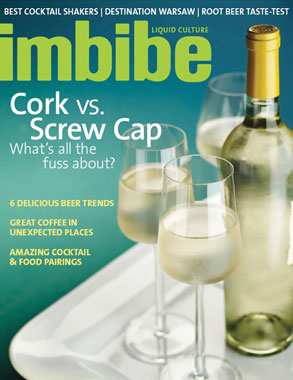 BEST COCKTAIL SHAKERS | DESTINATION WARSAW | ROOT BEER TASTE-TEST
LIQUID CULTURE
imbibe
Cork vs.
Screw Cap
What's all the
fuss about?
6 DELICIOUS BEER TRENDS
GREAT COFFEE IN
UNEXPECTED PLACES
AMAZING COCKTAIL
& FOOD PAIRINGS